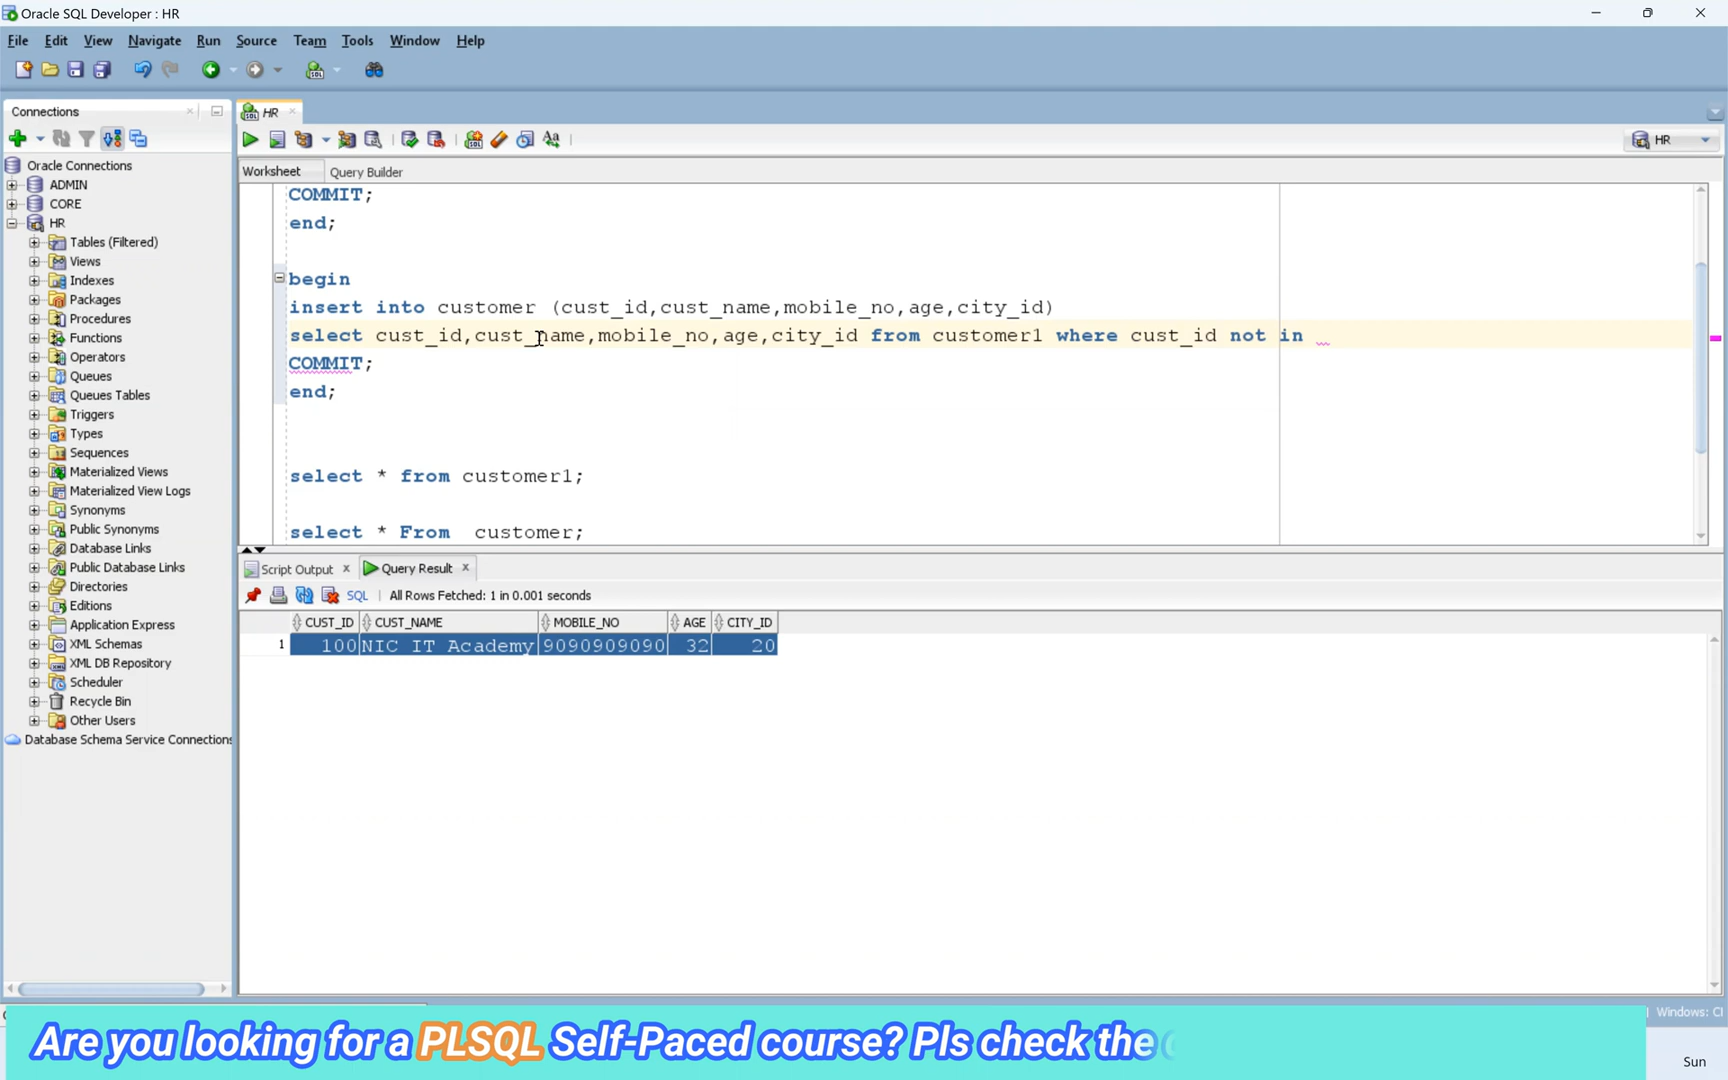 Oracle SQL Developer : HR
File Edit View Navigate Run Source Team Tools Window Help
Connections
HR
HR
Worksheet Query Builder
Oracle Connections
ADMIN
CORE
HR
Tables (Filtered)
Views
Indexes
Packages
Procedures
Functions
Operators
Queues
Queues Tables
Triggers
Types
Sequences
Materialized Views
Materialized View Logs
Synonyms
Public Synonyms
Database Links
Public Database Links
Directories
Editions
Application Express
XML Schemas
XML DB Repository
Scheduler
Recycle Bin
Other Users
Database Schema Service Connections
COMMIT;
end;
begin
insert into customer (cust_id,cust_name,mobile_no,age,city_id)
select cust_id,cust_name,mobile_no,age,city_id from customer1 where cust_id not in
COMMIT;
end;
select * from customer1;
select * From customer;
Script Output Query Result
SQL All Rows Fetched: 1 in 0.001 seconds
CUST_ID CUST_NAME MOBILE_NO AGE CITY_ID
1 100 NIC IT Academy 9090909090 32 20
Windows: Cl
Are you looking for a PLSQL Self-Paced course? Pls check the
Sun